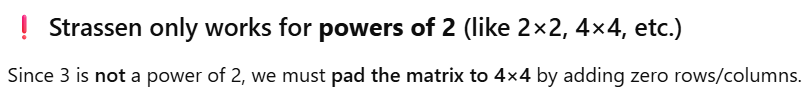 ❗ Strassen only works for powers of 2 (like 2×2, 4×4, etc.)
Since 3 is not a power of 2, we must pad the matrix to 4×4 by adding zero rows/columns.